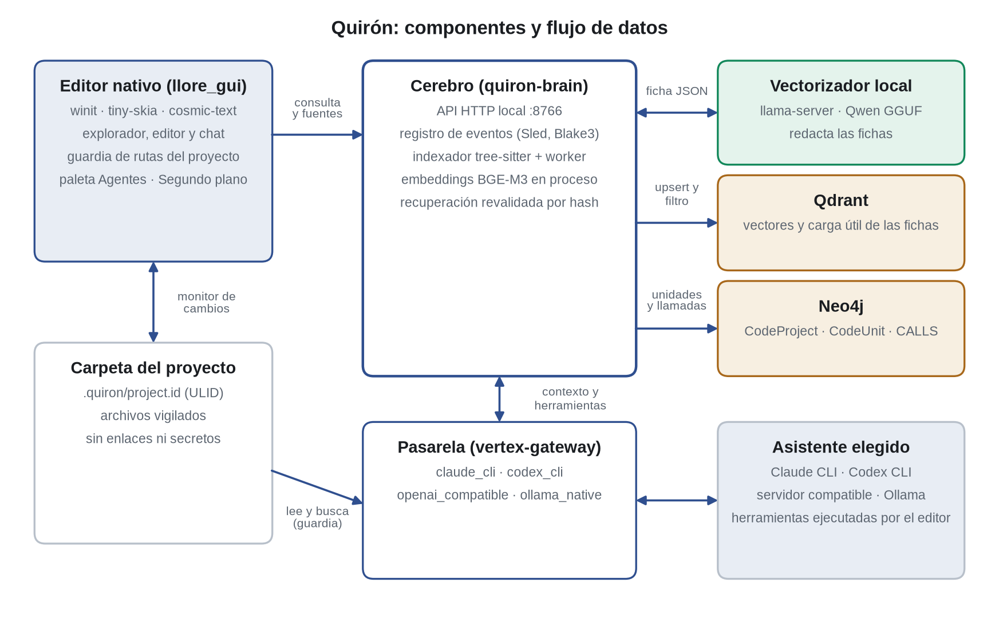 Quirón: componentes y flujo de datos
Editor nativo (llore_gui)
winit · tiny-skia · cosmic-text
explorador, editor y chat
guardia de rutas del proyecto
paleta Agentes · Segundo plano
consulta
y fuentes
Cerebro (quiron-brain)
API HTTP local :8766
registro de eventos (Sled, Blake3)
indexador tree-sitter + worker
embeddings BGE-M3 en proceso
recuperación revalidada por hash
ficha JSON
Vectorizador local
llama-server · Qwen GGUF
redacta las fichas
upsert y
filtro
Qdrant
vectores y carga útil de las fichas
unidades
y llamadas
Neo4j
CodeProject · CodeUnit · CALLS
monitor de
cambios
Carpeta del proyecto
.quiron/project.id (ULID)
archivos vigilados
sin enlaces ni secretos
lee y busca
(guardia)
contexto y
herramientas
Pasarela (vertex-gateway)
claude_cli · codex_cli
openai_compatible · ollama_native
Asistente elegido
Claude CLI · Codex CLI
servidor compatible · Ollama
herramientas ejecutadas por el editor